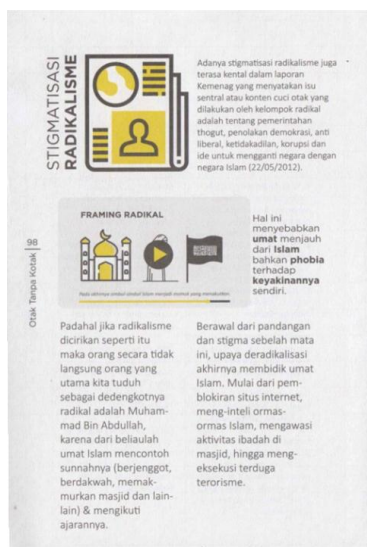 STIGMATISASI
RADIKALISME
Adanya stigmatisasi radikalisme juga
terasa kental dalam laporan
Kemenag yang menyatakan isu
sentral atau konten cuci otak yang
dilakukan oleh kelompok radikal
adalah tentang pemerintahan
thogut, penolakan demokrasi, anti
liberal, ketidakadilan, korupsi dan
ide untuk mengganti negara dengan
negara Islam (22/05/2012).
FRAMING RADIKAL
Hal ini
menyebabkan
umat menjauh
dari Islam
bahkan phobia
terhadap
keyakinannya
sendiri.
98
Otak Tanpa Kotak
Padahal jika radikalisme
dicirikan seperti itu
maka orang secara tidak
langsung orang yang
utama kita tuduh
sebagai dedengkotnya
radikal adalah Muham-
mad Bin Abdullah,
karena dari beliaulah
umat Islam mencontoh
sunnahnya (berjenggot,
berdakwah, memak-
murkan masjid dan lain-
lain) & mengikuti
ajarannya.
Berawal dari pandangan
dan stigma sebelah mata
ini, upaya deradikalisasi
akhirnya membidik umat
Islam. Mulai dari pem-
blokiran situs internet,
meng-inteli ormas-
ormas Islam, mengawasi
aktivitas ibadah di
masjid, hingga meng-
eksekusi terduga
terorisme.